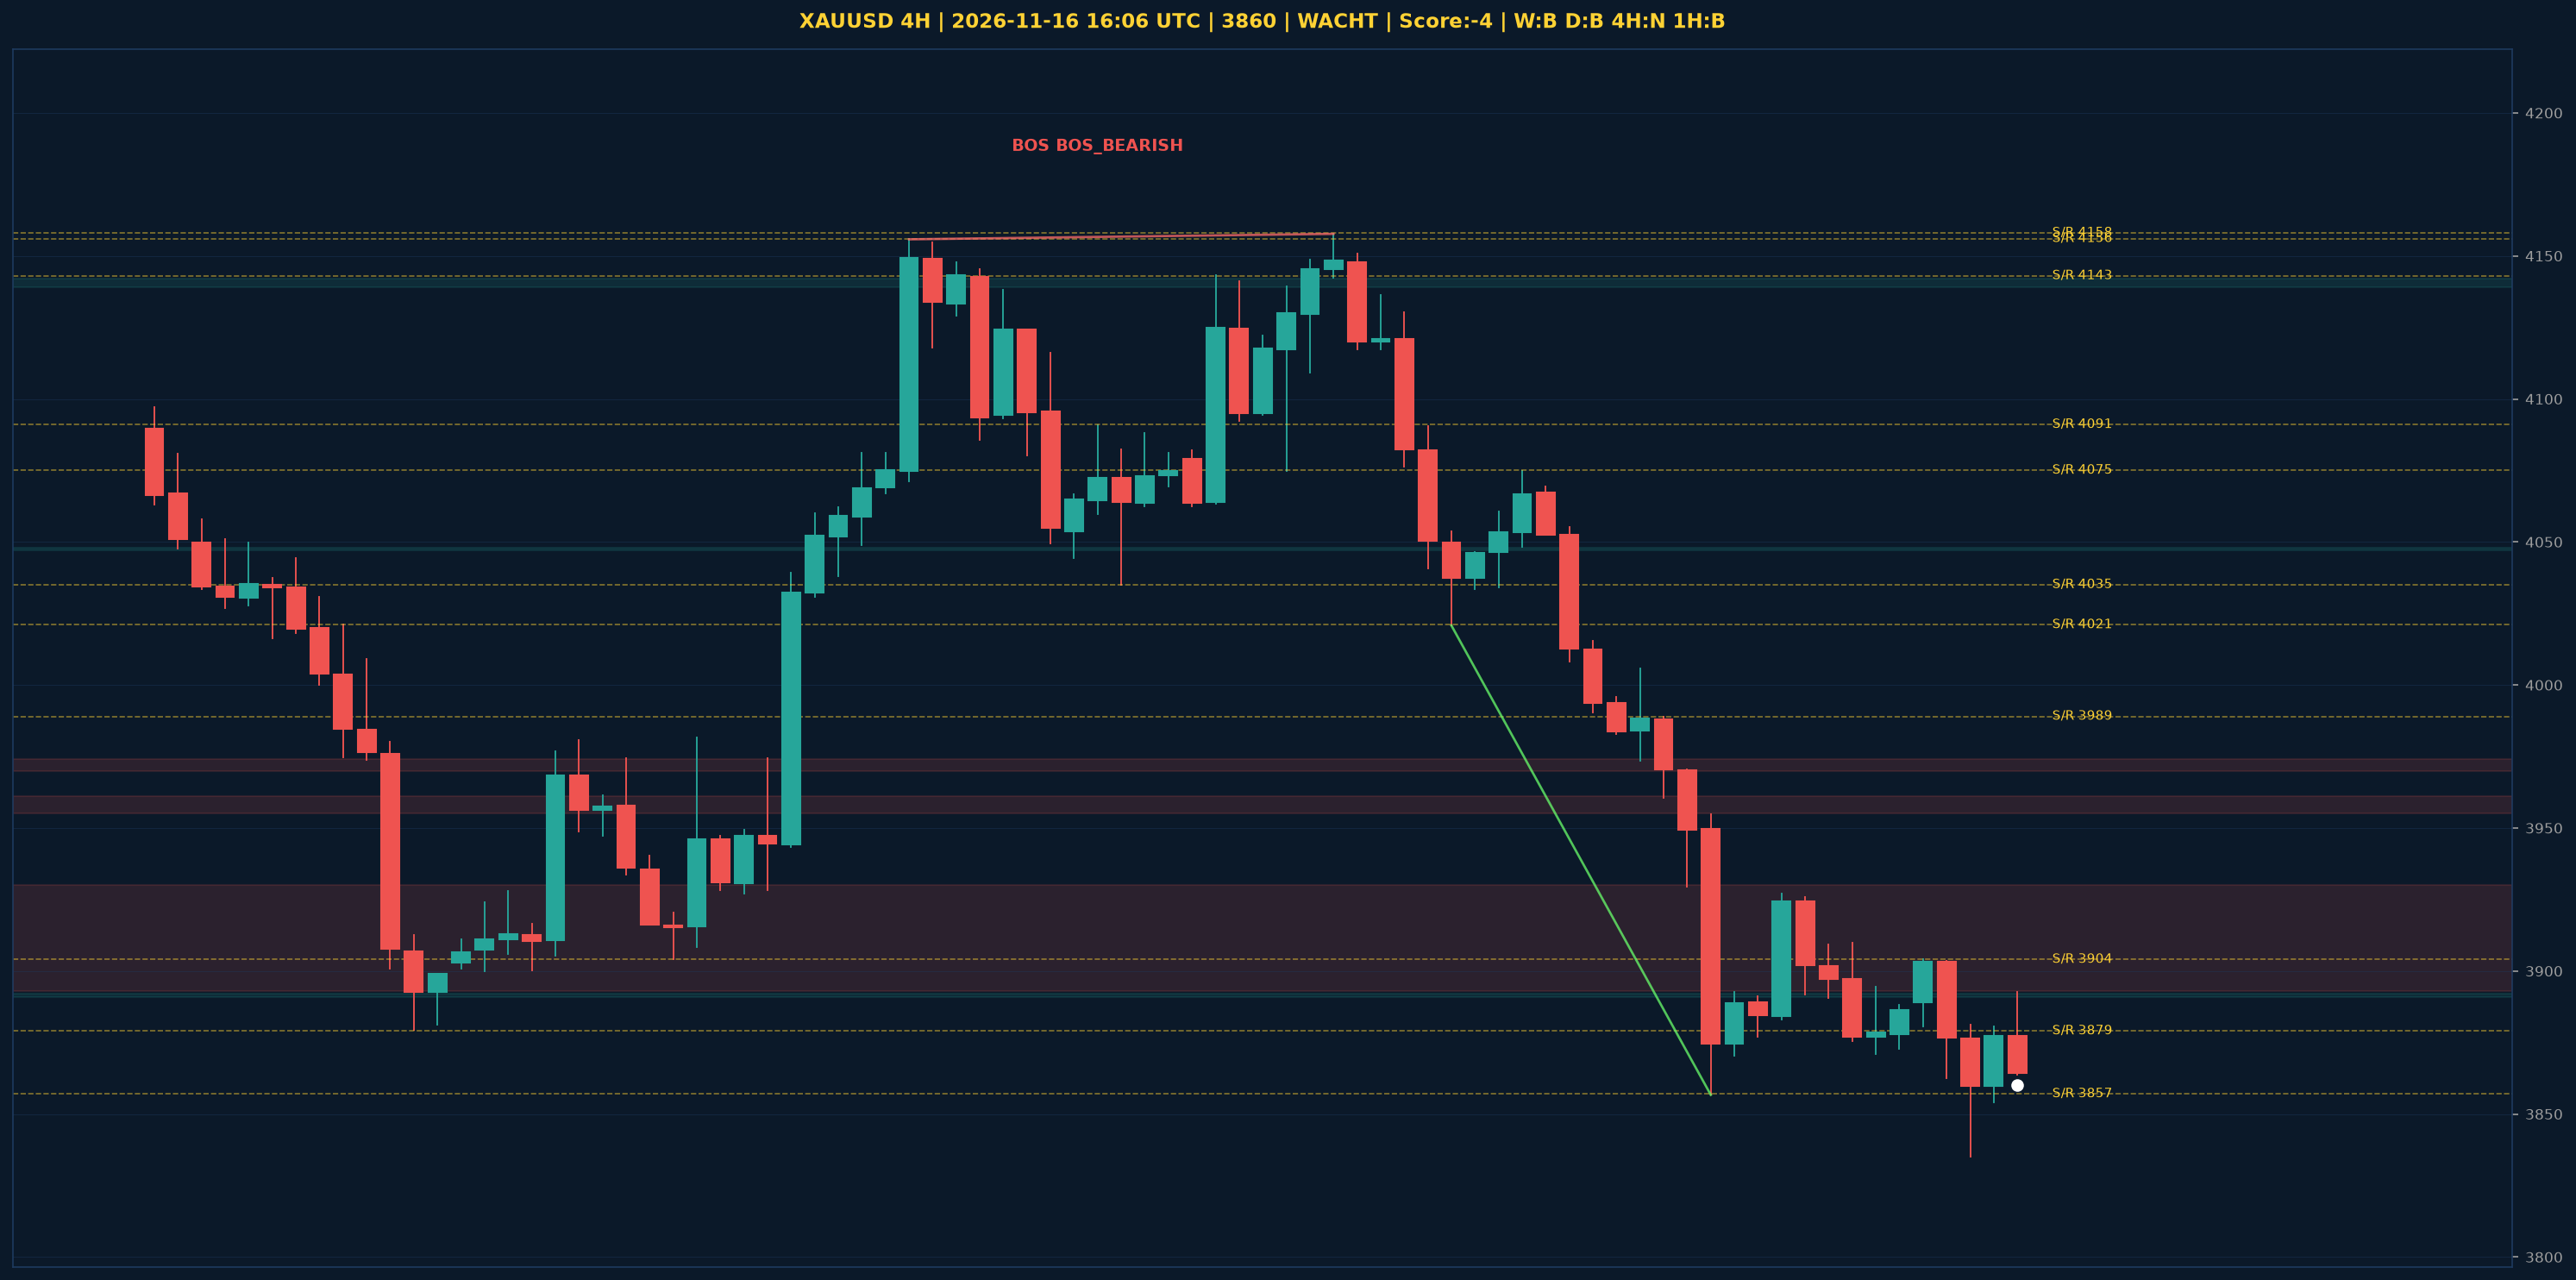 XAUUSD 4H | 2026-11-16 16:06 UTC | 3860 | WACHT | Score:-4 | W:B D:B 4H:N 1H:B
4200
BOS BOS_BEARISH
S/R 4158
S/R 4156
4150
S/R 4143
4100
S/R 4091
S/R 4075
4050
S/R 4035
S/R 4021
4000
S/R 3989
3950
S/R 3904
3900
S/R 3879
S/R 3857
3850
3800